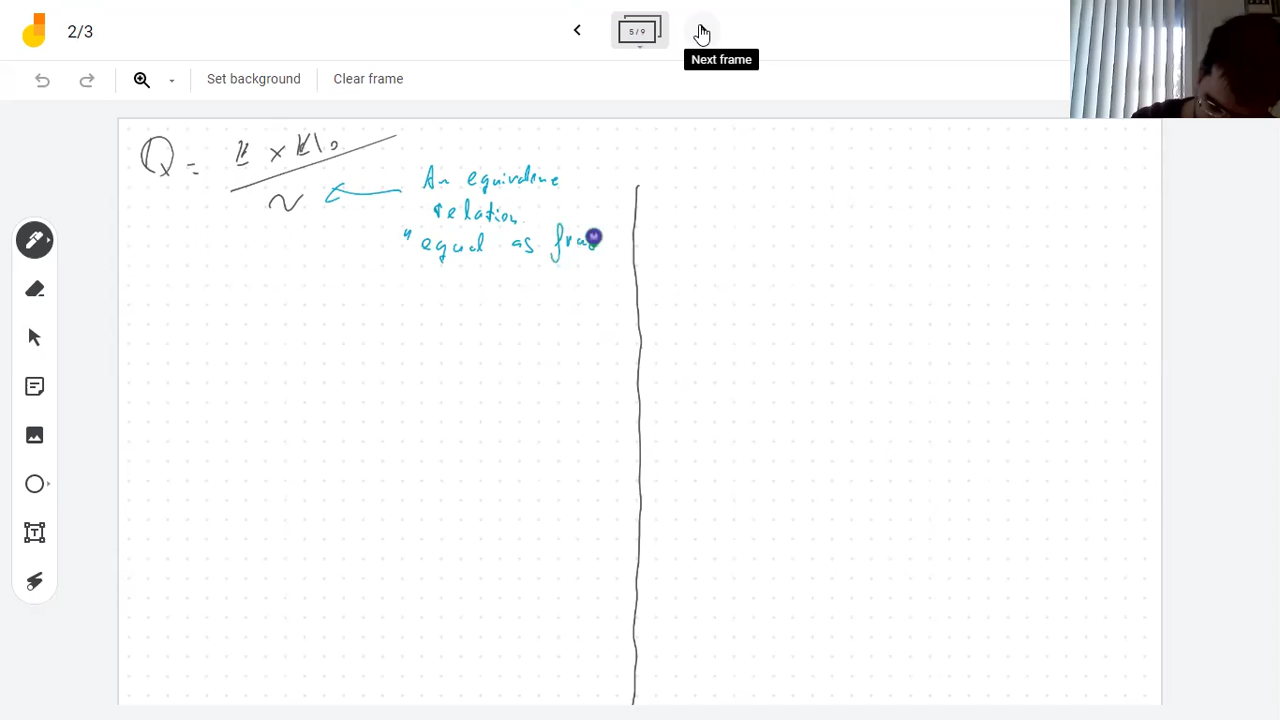 2/3
5 / 9
Next frame
Set background
Clear frame
Q = Z × Z\0
~
An equivalence
relation
" equal as frac
M
T